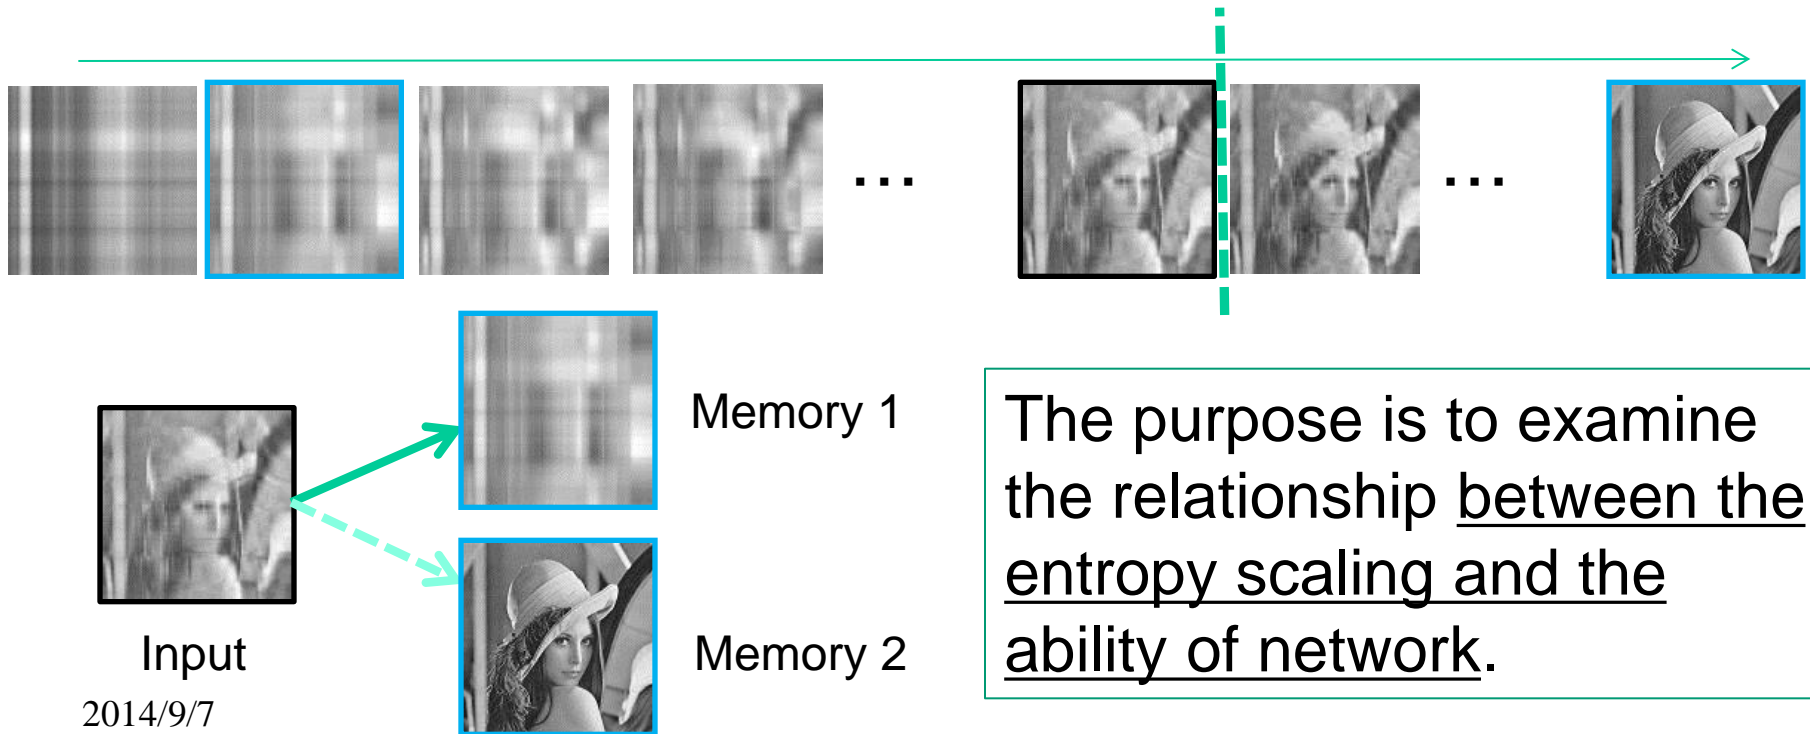 ...
...
Memory 1
The purpose is to examine
the relationship between the
entropy scaling and the
ability of network.
Input
Memory 2
2014/9/7